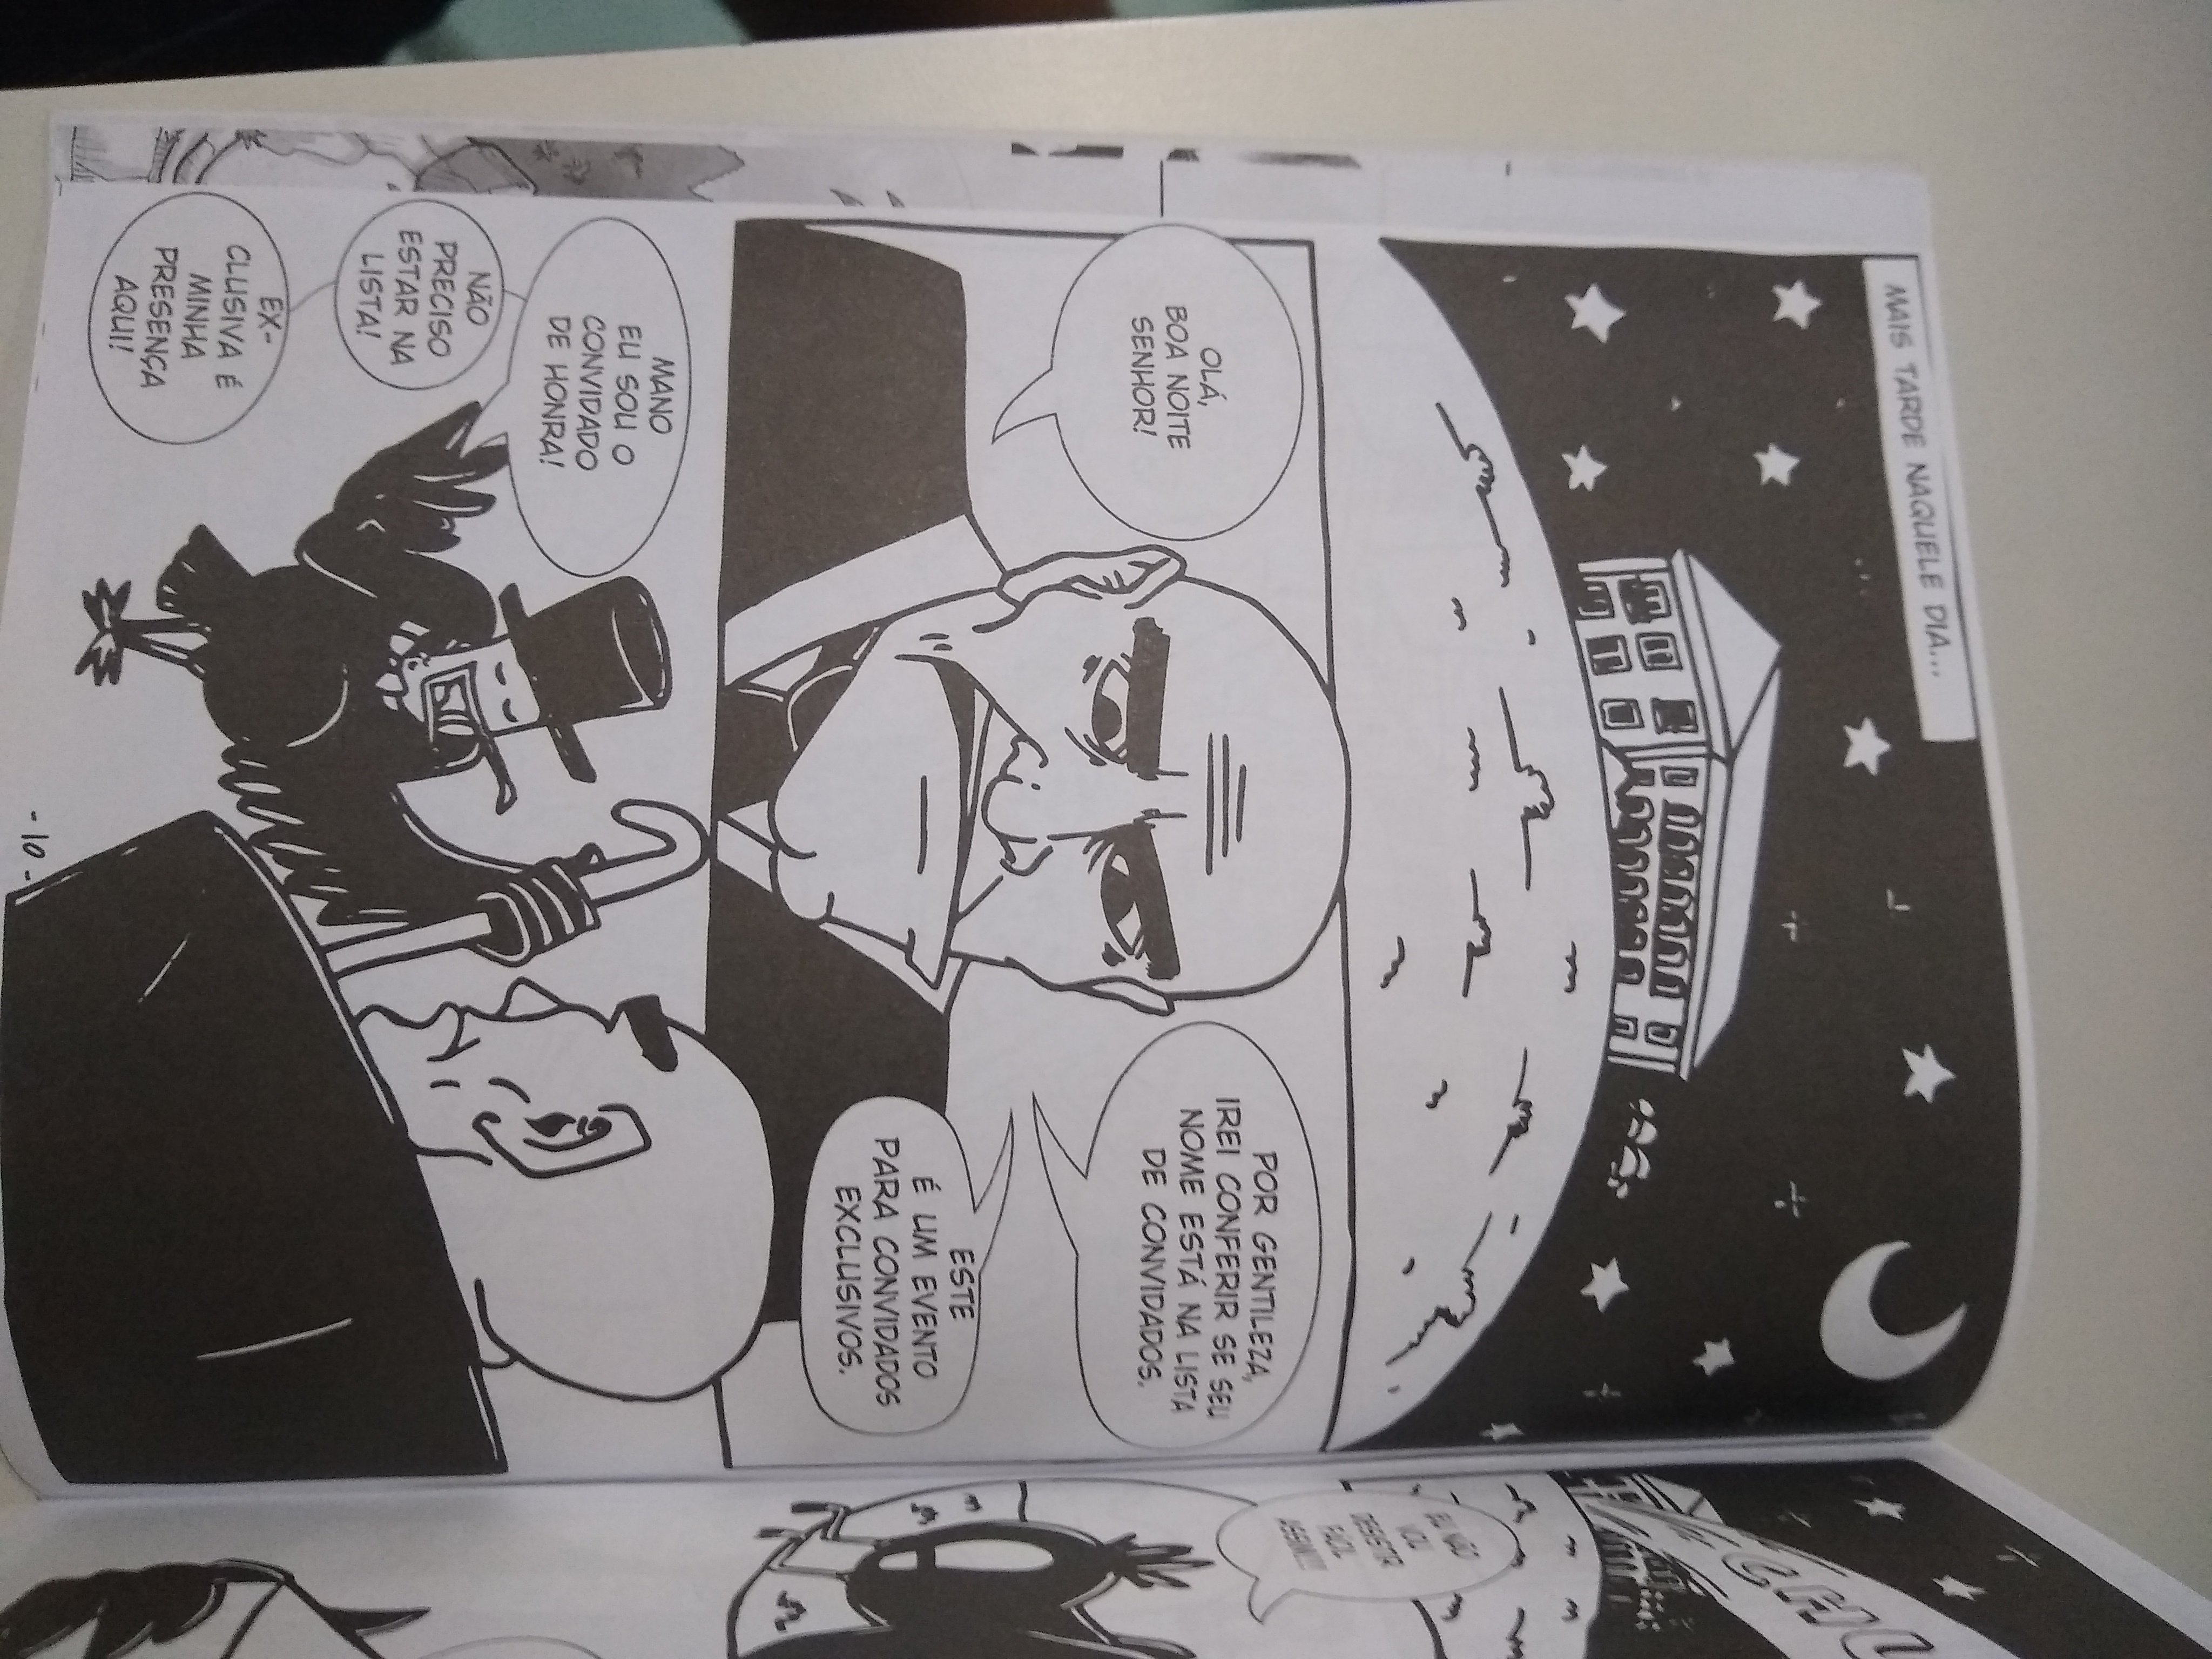 MAIS TARDE NAQUELE DIA...
OLÁ,
BOA NOITE
SENHOR!
POR GENTILEZA,
IREI CONFERIR SE SEU
NOME ESTÁ NA LISTA
DE CONVIDADOS.
ESTE
É UM EVENTO
PARA CONVIDADOS
EXCLUSIVOS.
MANO
EU SOU O
CONVIDADO
DE HONRA!
NÃO
PRECISO
ESTAR NA
LISTA!
EX-
CLUSIVA É
MINHA
PRESENÇA
AQUI!
- 10 -
EU NÃO
VOU
DESISTIR
FÁCIL
ASSIM!!!